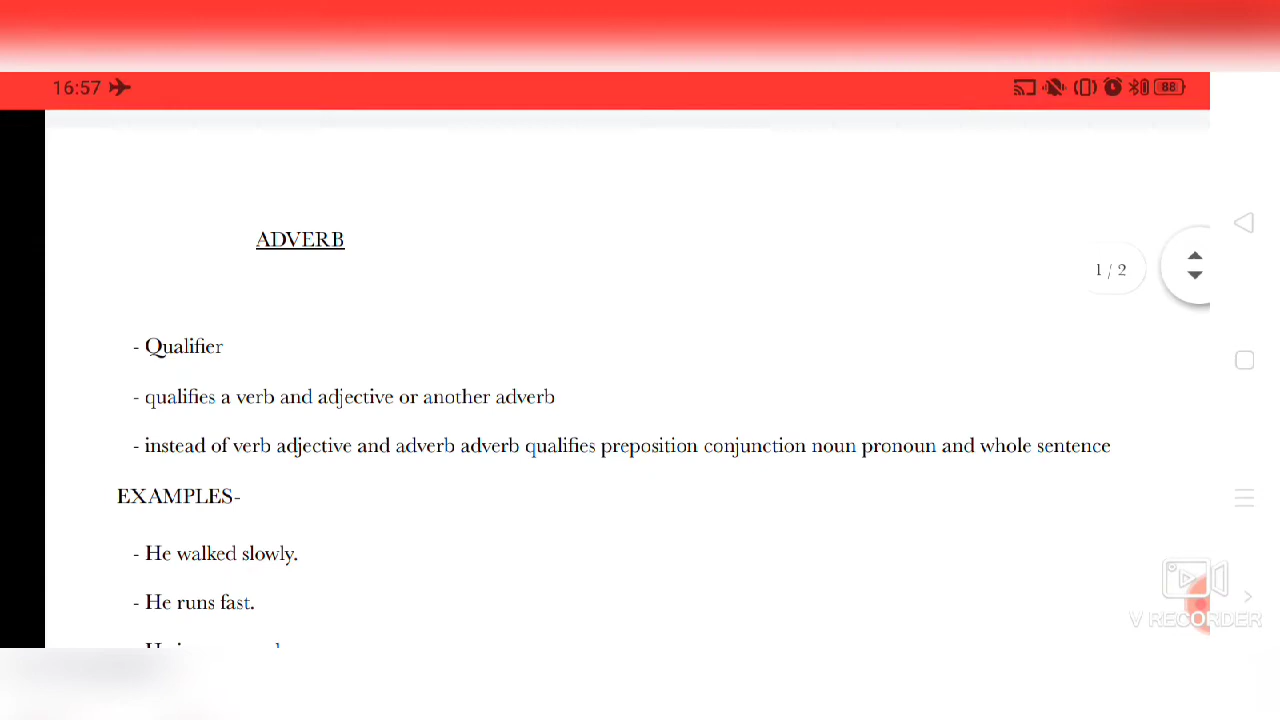 16:57
88
ADVERB
1 / 2
- Qualifier
- qualifies a verb and adjective or another adverb
- instead of verb adjective and adverb adverb qualifies preposition conjunction noun pronoun and whole sentence
EXAMPLES-
- He walked slowly.
- He runs fast.
V RECORDER